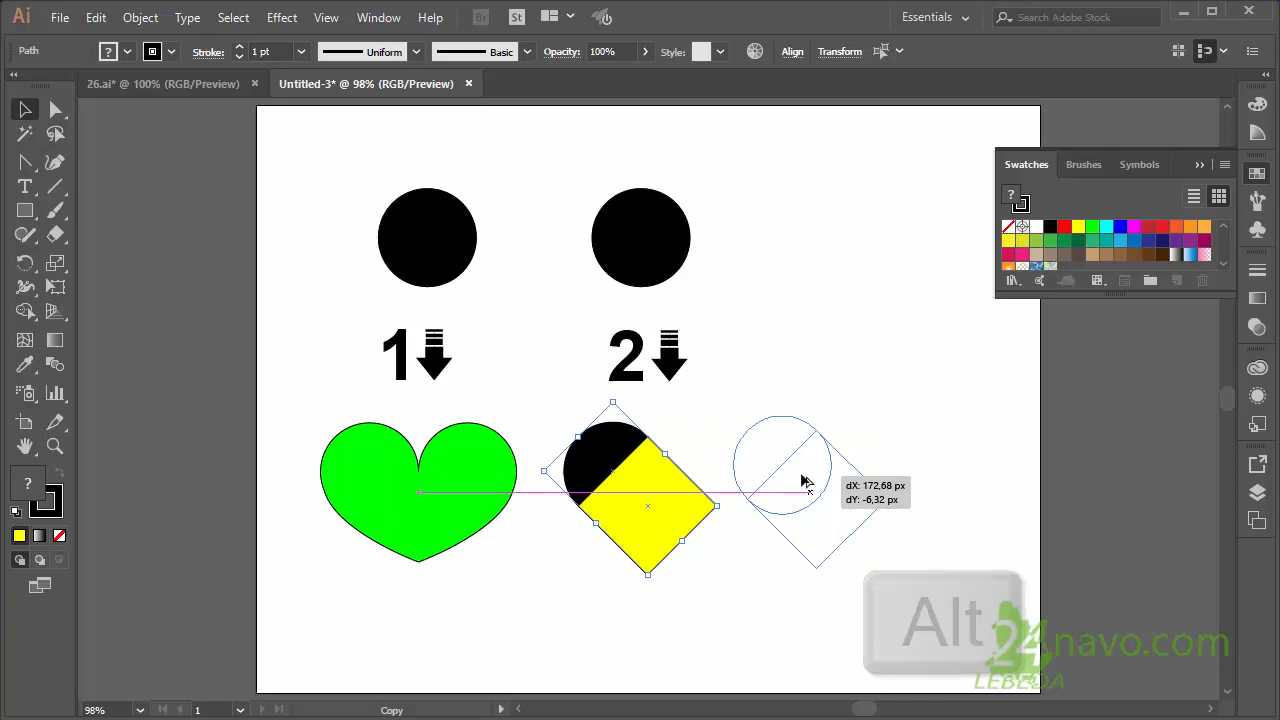 Ai File Edit Object Type Select Effect View Window Help Br St Essentials Search Adobe Stock
Path ? Stroke: 1 pt Uniform Basic Opacity: 100% Style: Align Transform
26.ai* @ 100% (RGB/Preview) Untitled-3* @ 98% (RGB/Preview)
Swatches Brushes Symbols
?
1 2
dX: 172,68 px
dY: -6,32 px
?
Alt
24navo.com
LEBEDA
98% 1 Copy